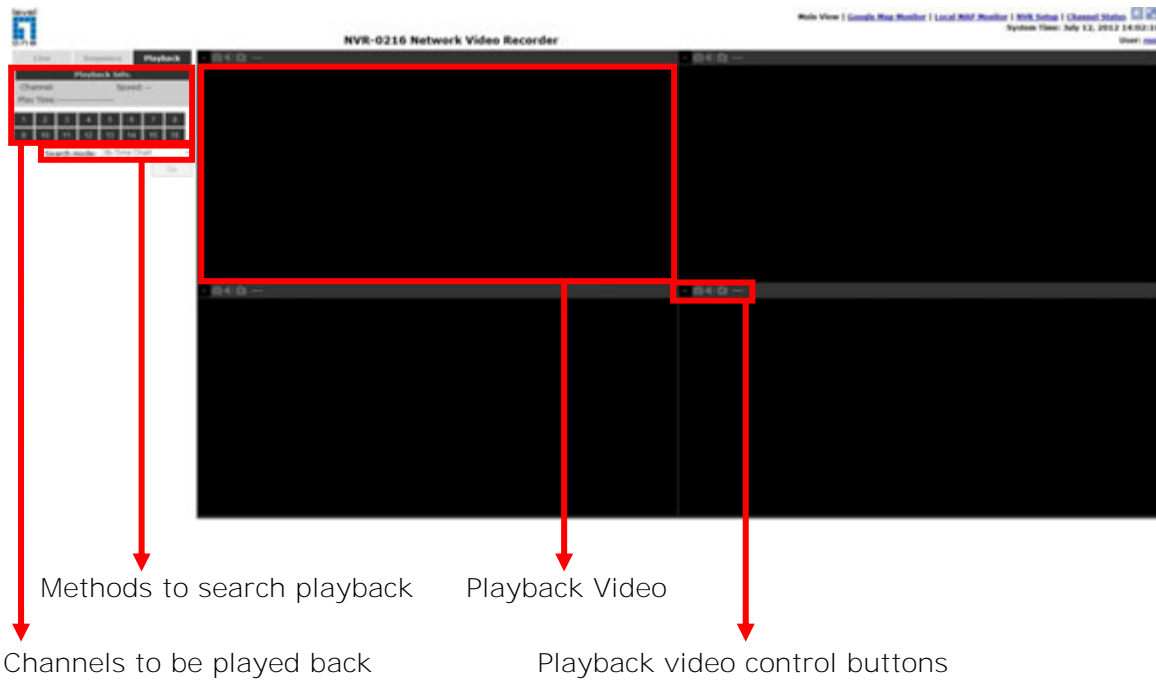 level
one
Main View | Google Map Monitor | Local MAP Monitor | NVR Setup | Channel Status
System Time: July 12, 2012 14:02:
NVR-0216 Network Video Recorder
User:
Live Sequence Playback
Playback Info.
Channel: Speed: --
Play Time: --------------------
1 2 3 4 5 6 7 8
9 10 11 12 13 14 15 16
Search mode: By Time Chart
Go
Methods to search playback
Playback Video
Channels to be played back
Playback video control buttons